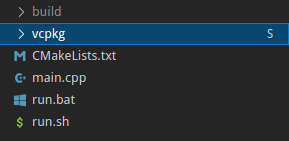 build
vcpkg S
CMakeLists.txt
main.cpp
run.bat
run.sh